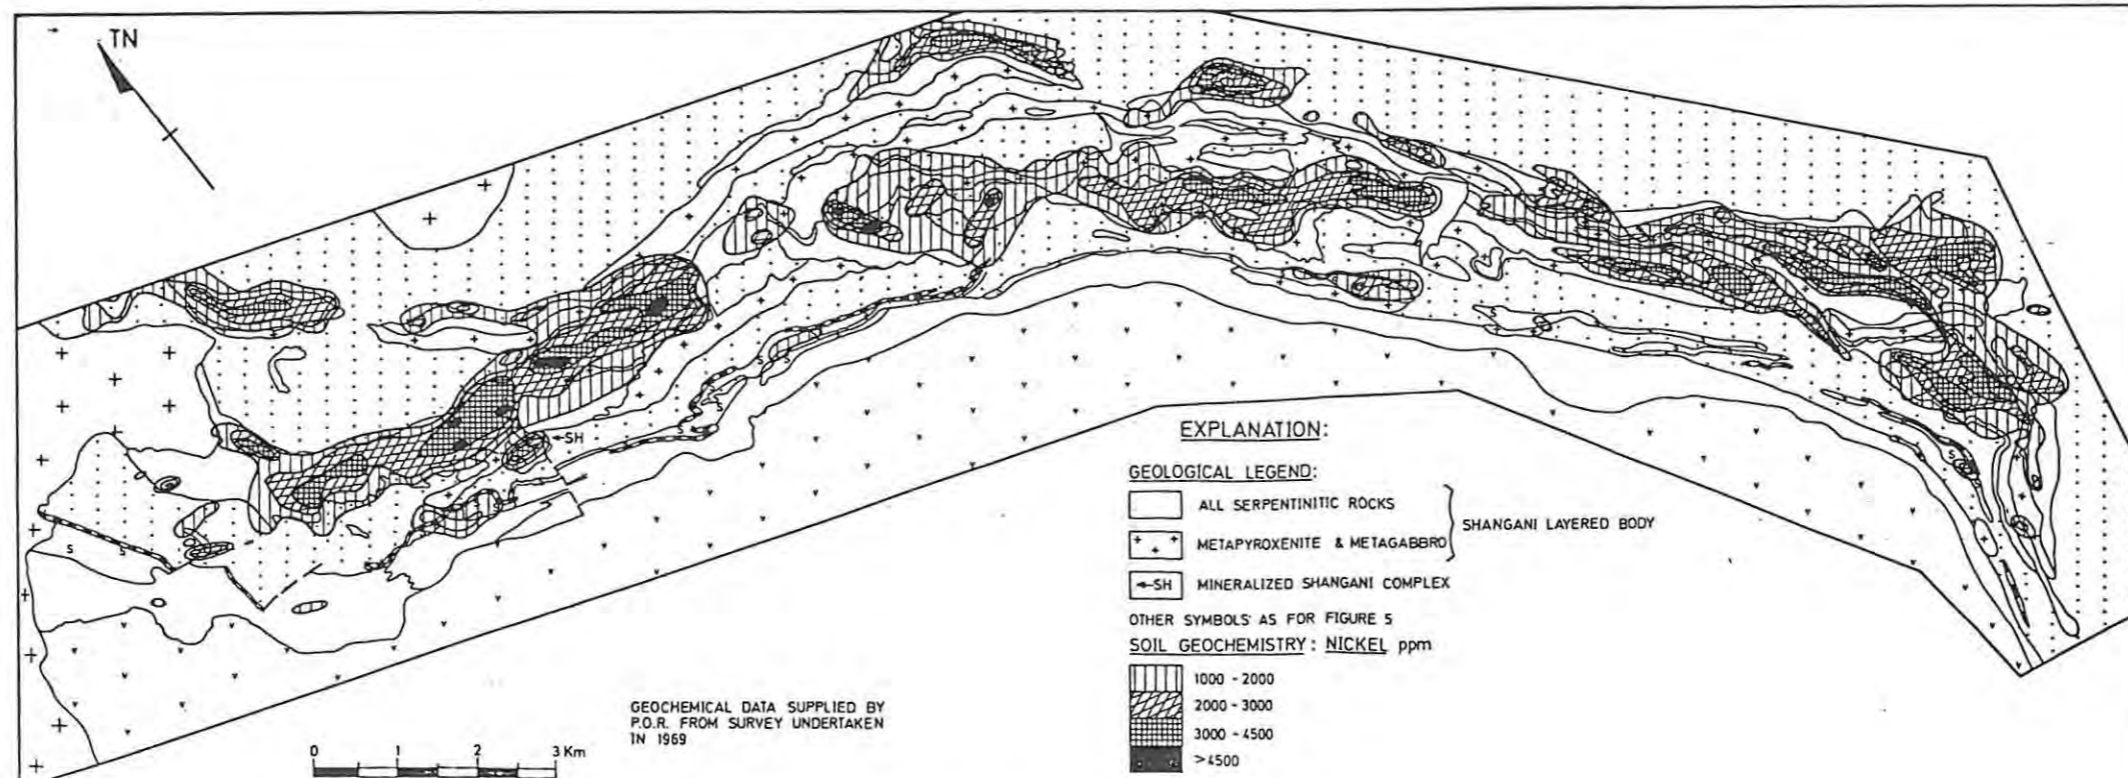 TN
SH
S
S
S
S
S
S
S
S
EXPLANATION:
GEOLOGICAL LEGEND:
ALL SERPENTINITIC ROCKS
METAPYROXENITE & METAGABBRO
SHANGANI LAYERED BODY
SH MINERALIZED SHANGANI COMPLEX
OTHER SYMBOLS AS FOR FIGURE 5
SOIL GEOCHEMISTRY: NICKEL ppm
1000 - 2000
2000 - 3000
3000 - 4500
>4500
GEOCHEMICAL DATA SUPPLIED BY
P.O.R. FROM SURVEY UNDERTAKEN
IN 1969
0 1 2 3 Km